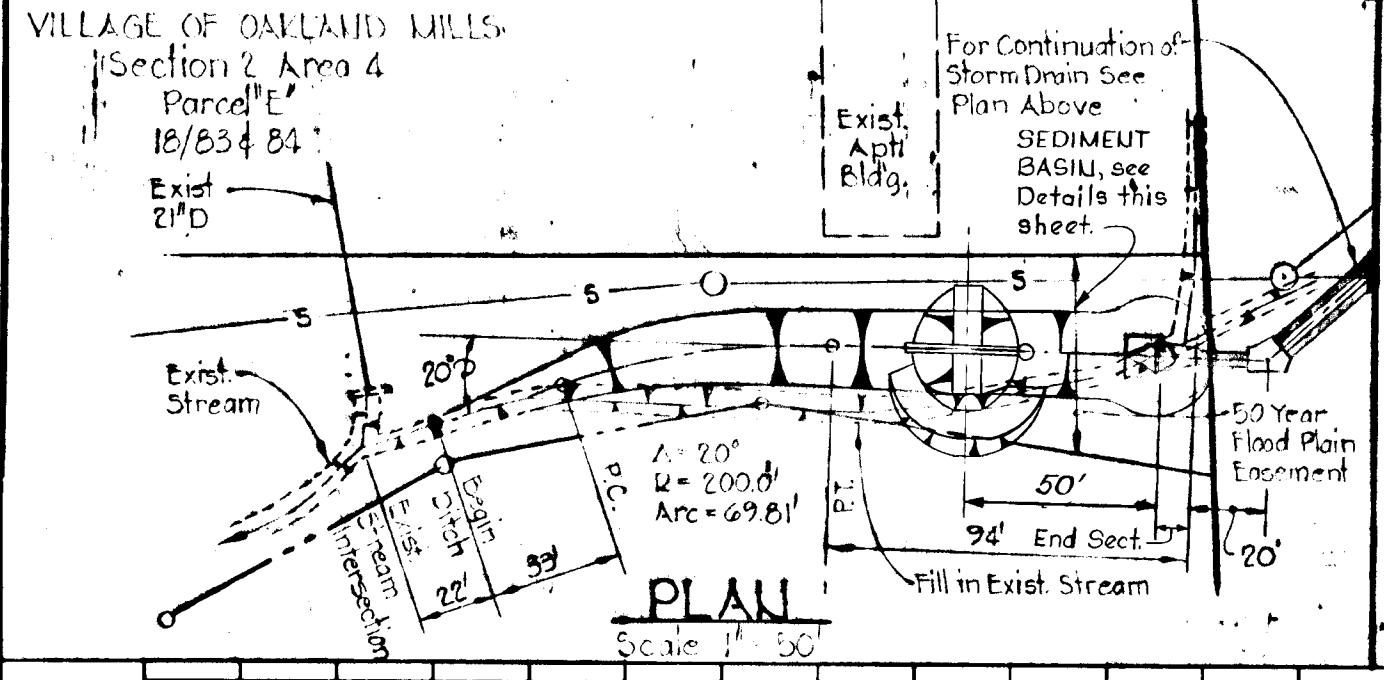 VILLAGE OF OAKLAND MILLS
Section 2 Area 4
Parcel "E"
18/83 & 84
Exist
21"D
Exist.
Apt.
Bldg.
For Continuation of
Storm Drain See
Plan Above
SEDIMENT
BASIN, see
Details this
sheet.
S
S
S
20'
Exist.
Stream
Δ = 20°
R = 200.0'
Arc = 69.81'
P.C.
P.T.
50 Year
Flood Plain
Easement
50'
94'
End Sect.
20'
Begin
Ditch
Exist.
Stream
Intersection
22'
33'
Fill in Exist. Stream
PLAN
Scale 1" = 50'